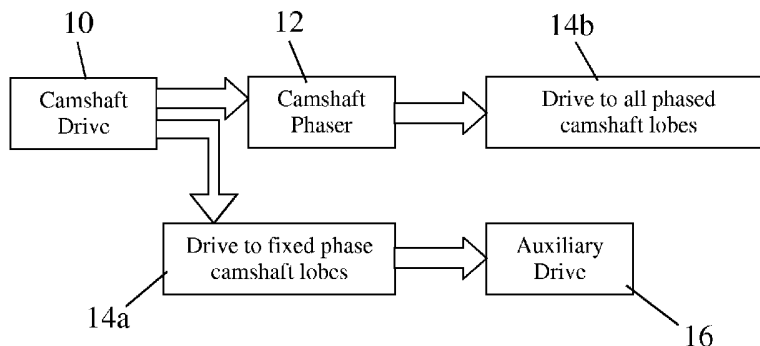 10
12
14b
Camshaft
Drive
Camshaft
Phaser
Drive to all phased
camshaft lobes
Drive to fixed phase
camshaft lobes
Auxiliary
Drive
14a
16